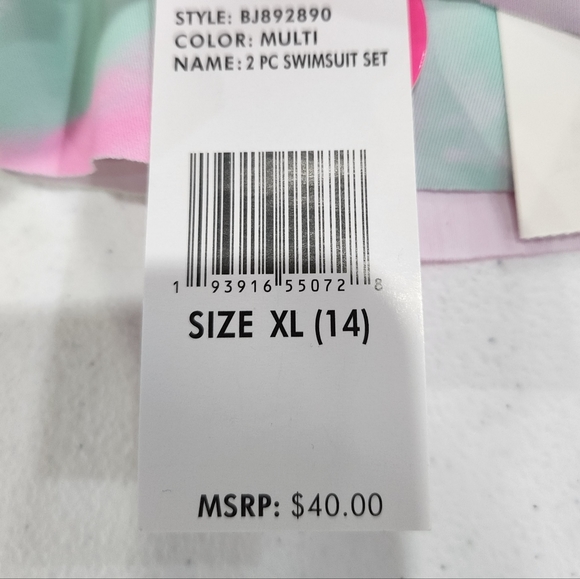 STYLE: BJ892890
COLOR: MULTI
NAME: 2 PC SWIMSUIT SET
1 93916 55072 8
SIZE XL (14)
MSRP: $40.00